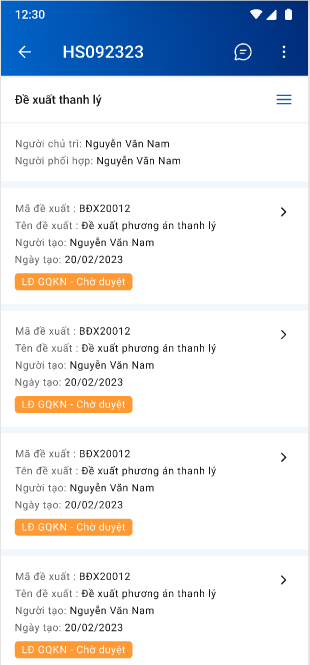 12:30
HS092323
Đề xuất thanh lý
Người chủ trì: Nguyễn Văn Nam
Người phối hợp: Nguyễn Văn Nam
Mã đề xuất : BĐX20012
Tên đề xuất : Đề xuất phương án thanh lý
Người tạo: Nguyễn Văn Nam
Ngày tạo: 20/02/2023
LĐ GQKN - Chờ duyệt
Mã đề xuất : BĐX20012
Tên đề xuất : Đề xuất phương án thanh lý
Người tạo: Nguyễn Văn Nam
Ngày tạo: 20/02/2023
LĐ GQKN - Chờ duyệt
Mã đề xuất : BĐX20012
Tên đề xuất : Đề xuất phương án thanh lý
Người tạo: Nguyễn Văn Nam
Ngày tạo: 20/02/2023
LĐ GQKN - Chờ duyệt
Mã đề xuất : BĐX20012
Tên đề xuất : Đề xuất phương án thanh lý
Người tạo: Nguyễn Văn Nam
Ngày tạo: 20/02/2023
LĐ GQKN - Chờ duyệt